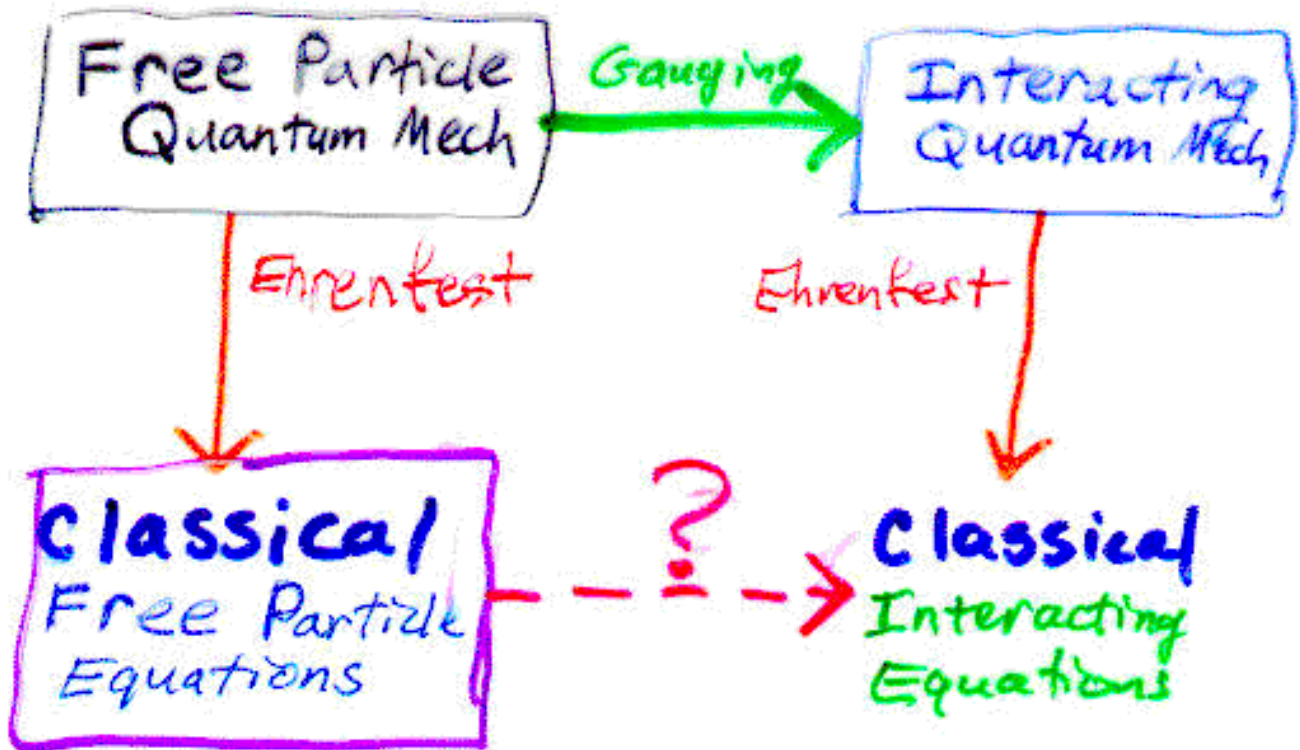 Free Particle
Quantum Mech
Gauging
Interacting
Quantum Mech
Ehrenfest
Ehrenfest
Classical
Free Particle
Equations
?
Classical
Interacting
Equations